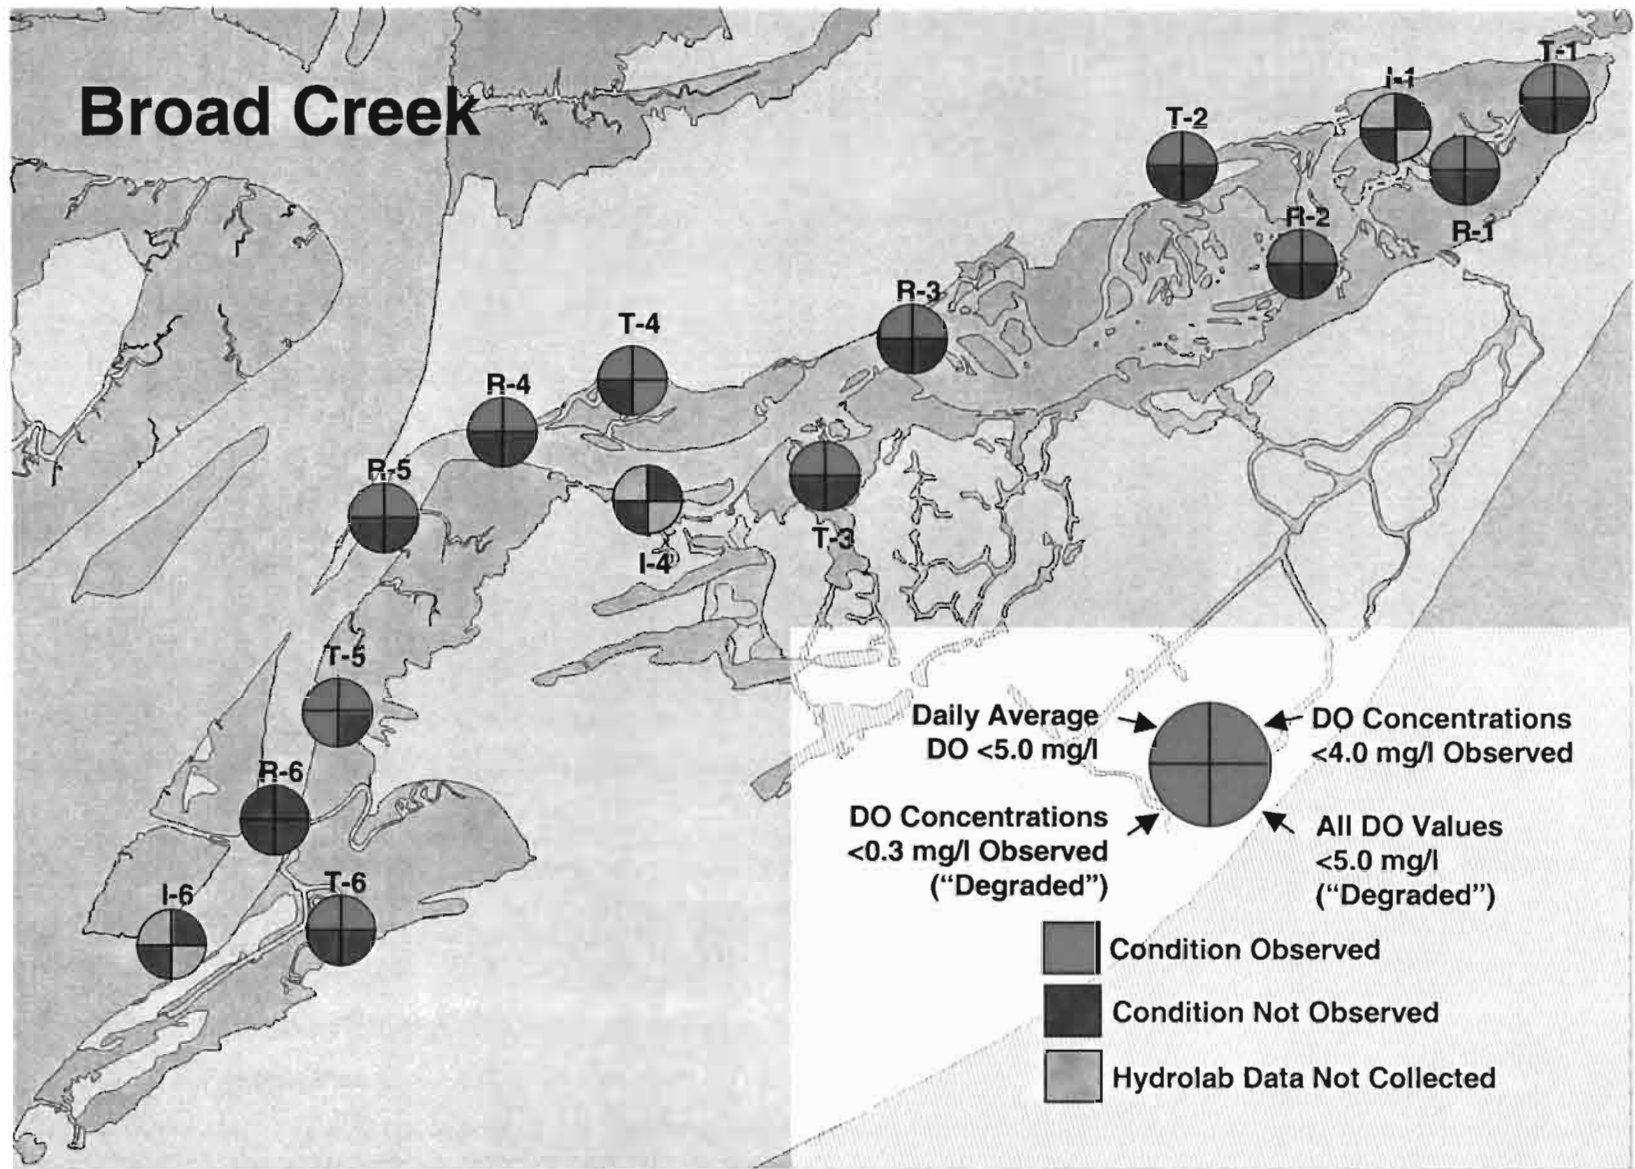 Broad Creek
T-1
I-1
T-2
R-1
R-2
R-3
T-4
R-4
R-5
T-3
I-4
T-5
R-6
I-6
T-6
Daily Average
DO <5.0 mg/l
DO Concentrations
<4.0 mg/l Observed
DO Concentrations
<0.3 mg/l Observed
("Degraded")
All DO Values
<5.0 mg/l
("Degraded")
Condition Observed
Condition Not Observed
Hydrolab Data Not Collected